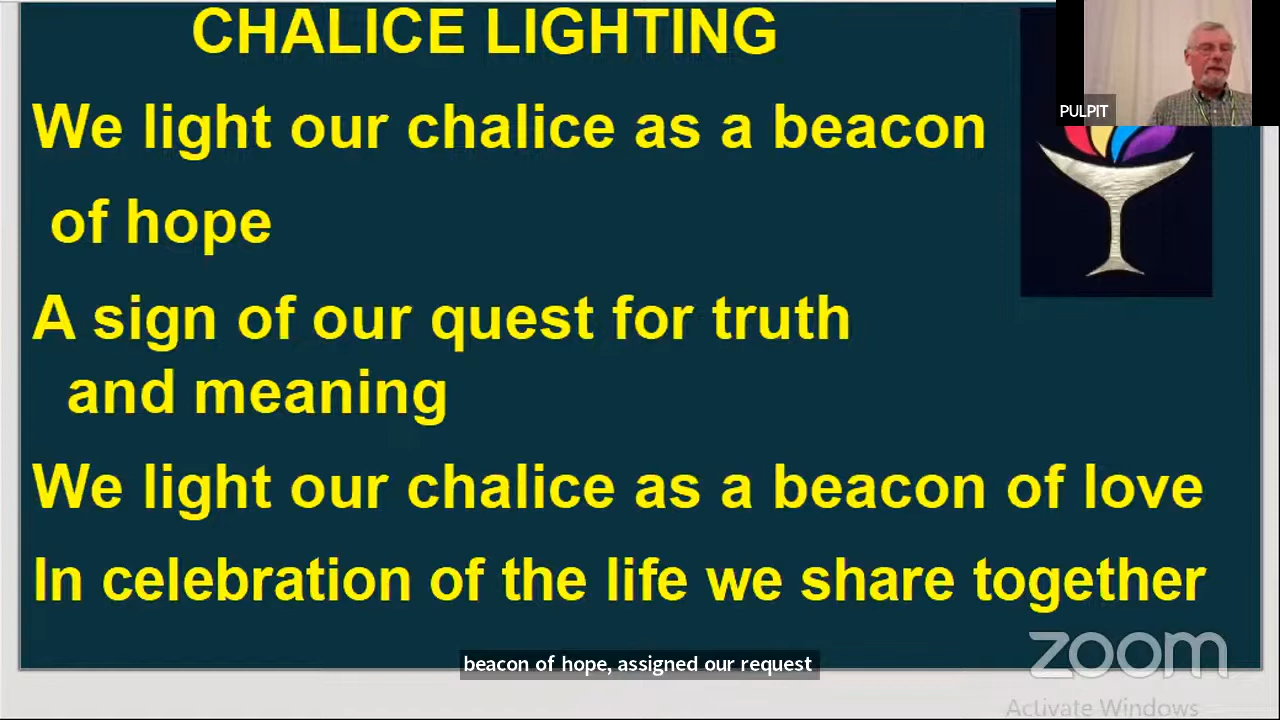 CHALICE LIGHTING
PULPIT
We light our chalice as a beacon
of hope
A sign of our quest for truth
and meaning
We light our chalice as a beacon of love
In celebration of the life we share together
zoom
beacon of hope, assigned our request
Activate Windows